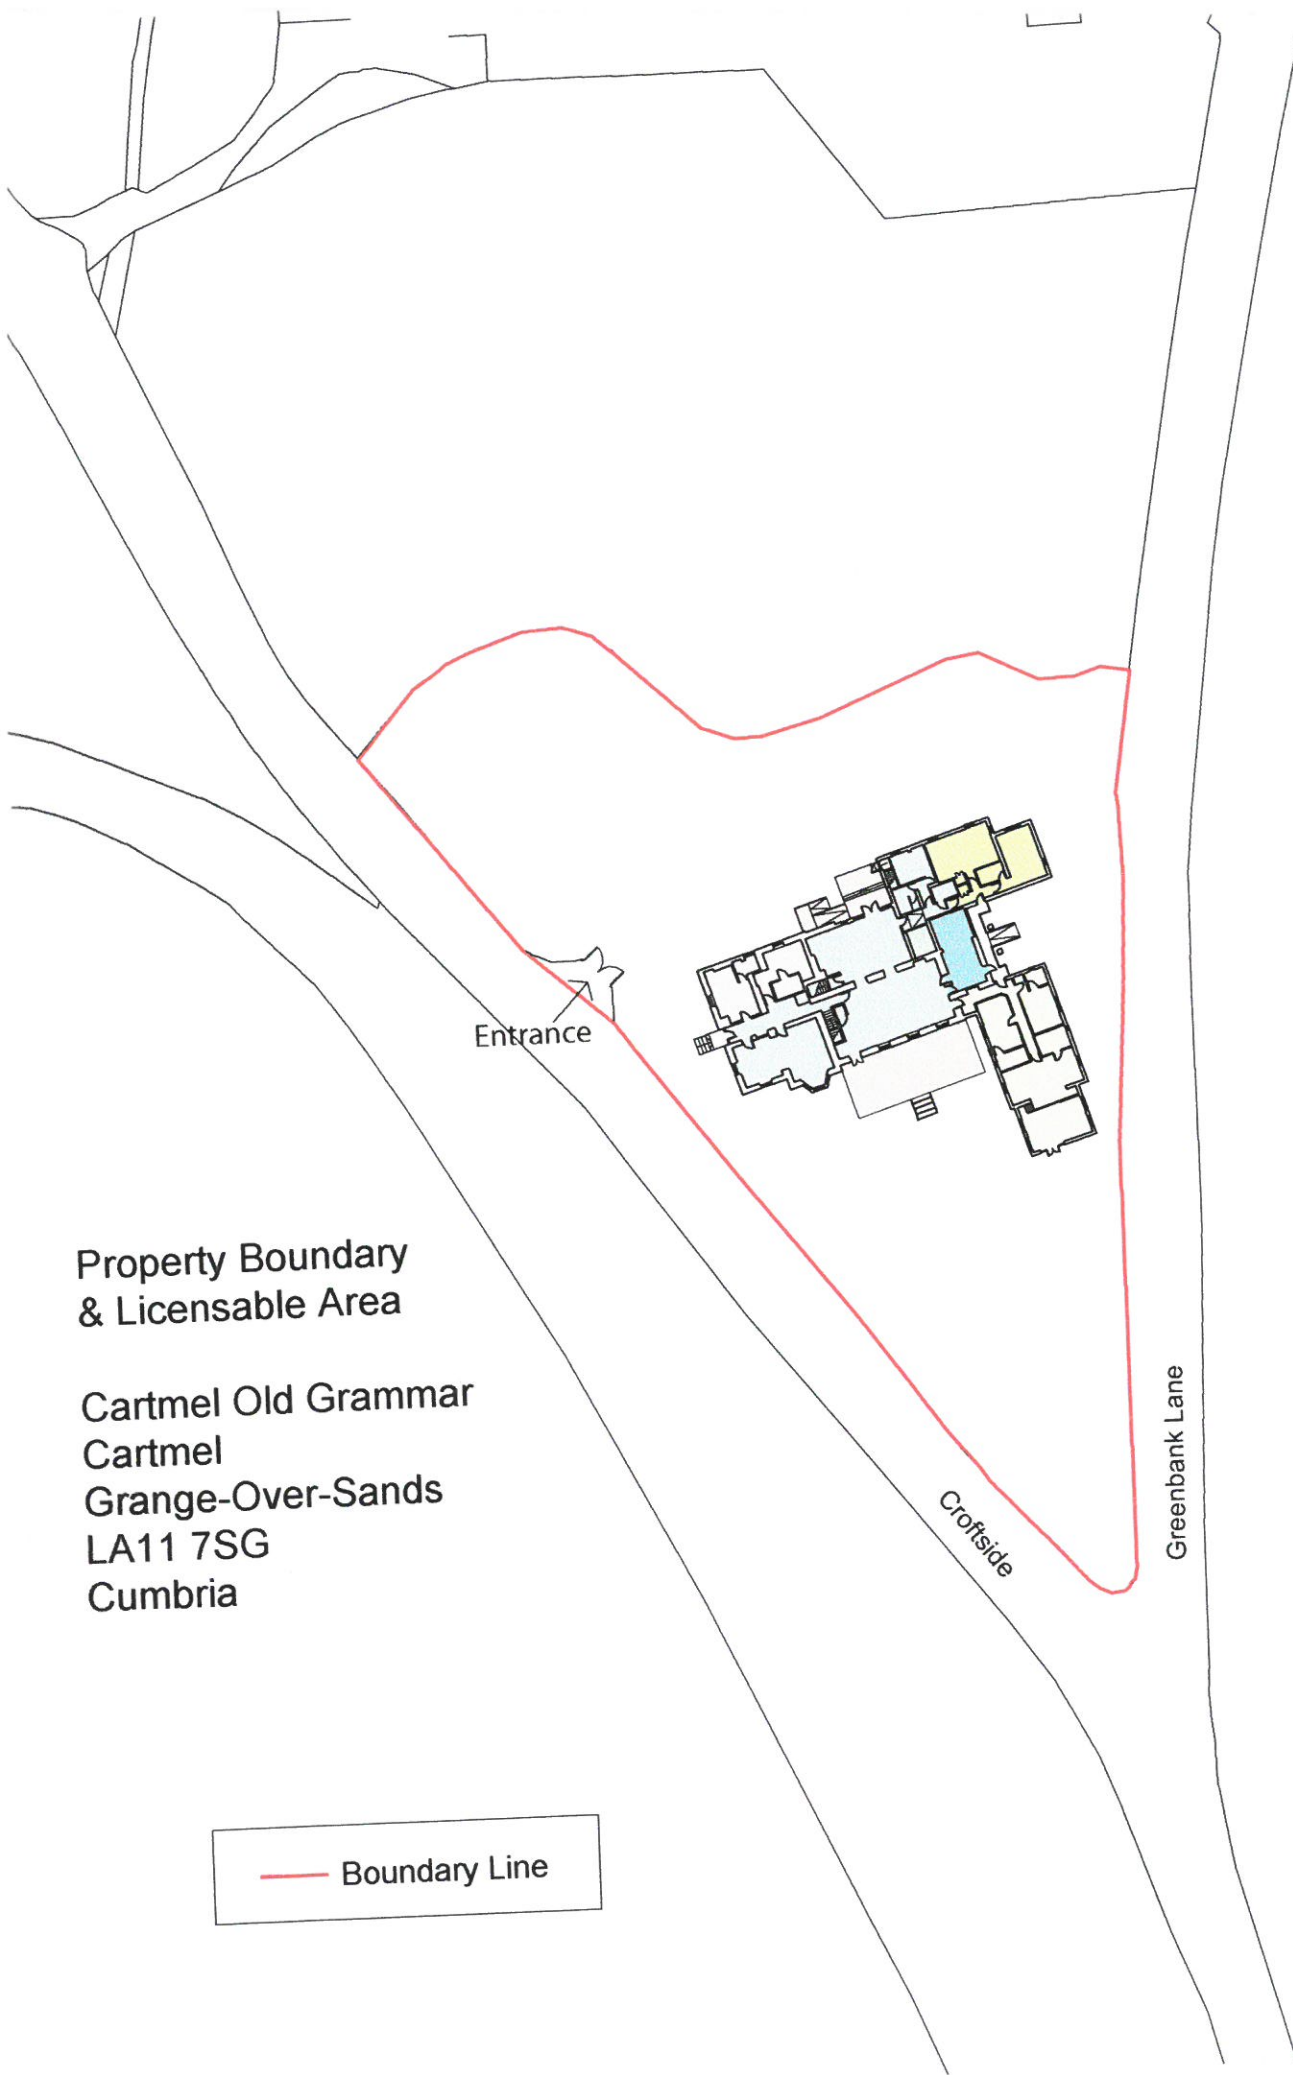 Entrance
Property Boundary
& Licensable Area
Cartmel Old Grammar
Cartmel
Grange-Over-Sands
LA11 7SG
Cumbria
Croftside
Greenbank Lane
Boundary Line